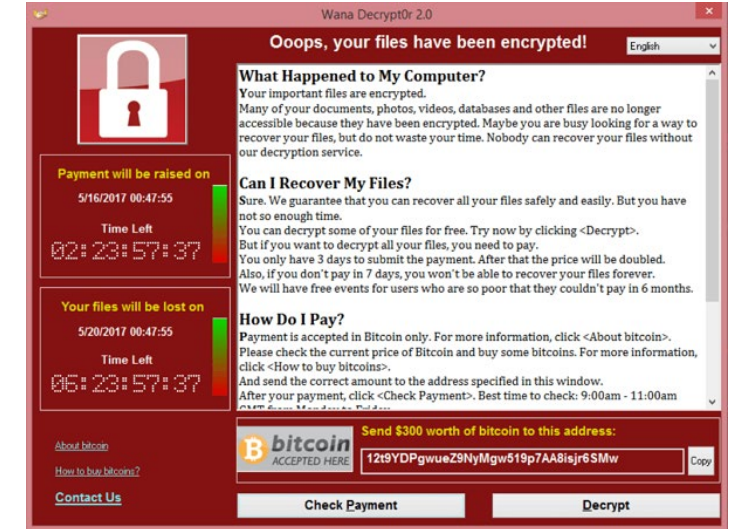 Wana Decrypt0r 2.0
Ooops, your files have been encrypted!
English
Payment will be raised on
5/16/2017 00:47:55
Time Left
02:23:57:37
Your files will be lost on
5/20/2017 00:47:55
Time Left
06:23:57:37
About bitcoin
How to buy bitcoins?
Contact Us
What Happened to My Computer?
Your important files are encrypted.
Many of your documents, photos, videos, databases and other files are no longer
accessible because they have been encrypted. Maybe you are busy looking for a way to
recover your files, but do not waste your time. Nobody can recover your files without
our decryption service.
Can I Recover My Files?
Sure. We guarantee that you can recover all your files safely and easily. But you have
not so enough time.
You can decrypt some of your files for free. Try now by clicking <Decrypt>.
But if you want to decrypt all your files, you need to pay.
You only have 3 days to submit the payment. After that the price will be doubled.
Also, if you don't pay in 7 days, you won't be able to recover your files forever.
We will have free events for users who are so poor that they couldn't pay in 6 months.
How Do I Pay?
Payment is accepted in Bitcoin only. For more information, click <About bitcoin>.
Please check the current price of Bitcoin and buy some bitcoins. For more information,
click <How to buy bitcoins>.
And send the correct amount to the address specified in this window.
After your payment, click <Check Payment>. Best time to check: 9:00am - 11:00am
GMT from Monday to Friday.
bitcoin
ACCEPTED HERE
Send $300 worth of bitcoin to this address:
12t9YDPgwueZ9NyMgw519p7AA8isjr6SMw
Copy
Check Payment
Decrypt